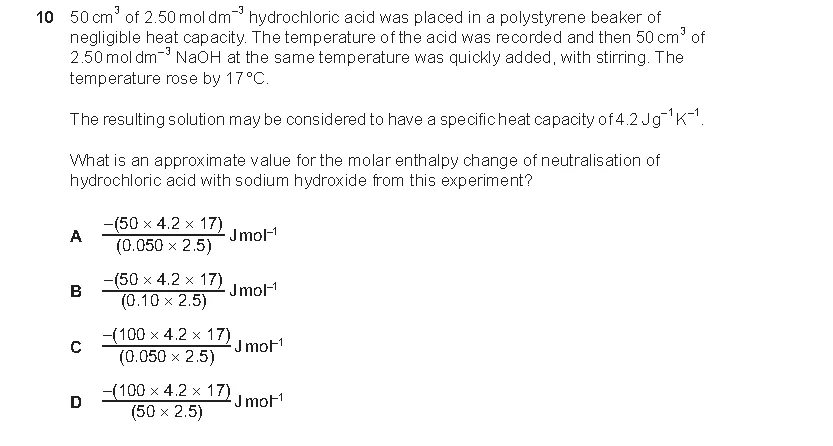 10 50 cm³ of 2.50 mol dm⁻³ hydrochloric acid was placed in a polystyrene beaker of
negligible heat capacity. The temperature of the acid was recorded and then 50 cm³ of
2.50 mol dm⁻³ NaOH at the same temperature was quickly added, with stirring. The
temperature rose by 17 °C.
The resulting solution may be considered to have a specific heat capacity of 4.2 J g⁻¹ K⁻¹.
What is an approximate value for the molar enthalpy change of neutralisation of
hydrochloric acid with sodium hydroxide from this experiment?
A −(50 × 4.2 × 17)
(0.050 × 2.5) J mol⁻¹
B −(50 × 4.2 × 17)
(0.10 × 2.5) J mol⁻¹
C −(100 × 4.2 × 17)
(0.050 × 2.5) J mol⁻¹
D −(100 × 4.2 × 17)
(50 × 2.5) J mol⁻¹